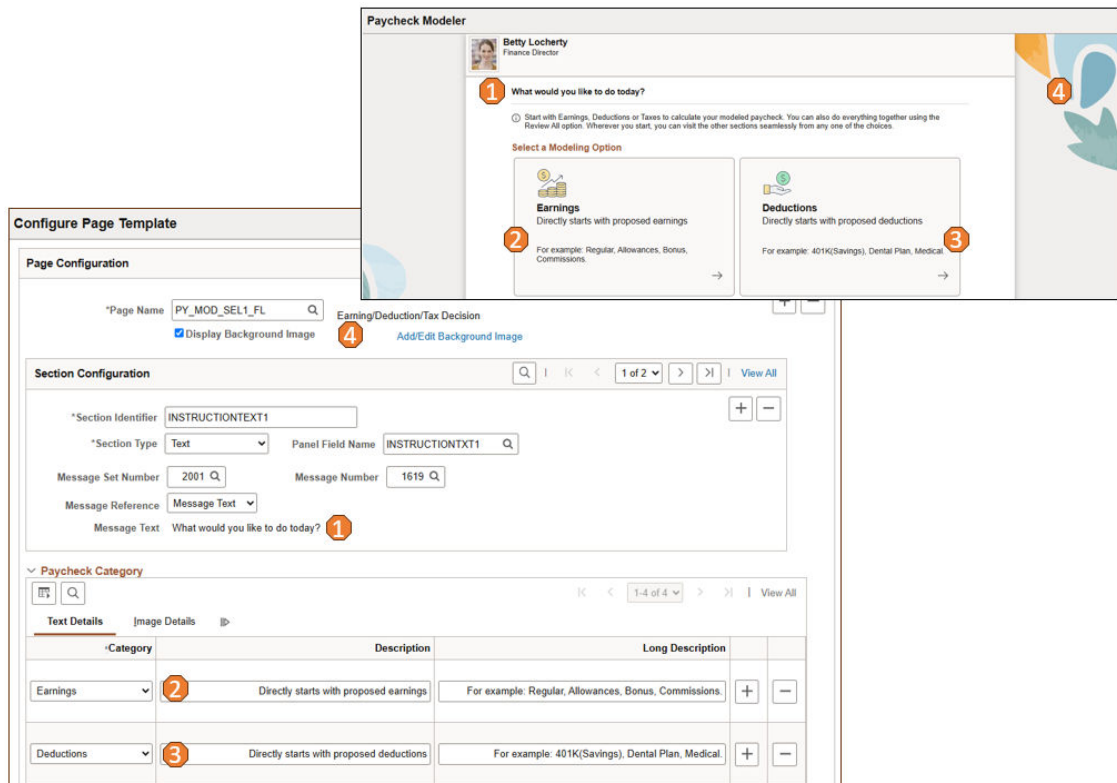 Paycheck Modeler
Betty Locherty
Finance Director
1
What would you like to do today?
4
Start with Earnings, Deductions or Taxes to calculate your modeled paycheck. You can also do everything together using the
Review All option. Wherever you start, you can visit the other sections seamlessly from any one of the choices.
Select a Modeling Option
Earnings
Directly starts with proposed earnings
2
For example: Regular, Allowances, Bonus,
Commissions.
Deductions
Directly starts with proposed deductions
3
For example: 401K(Savings), Dental Plan, Medical.
Configure Page Template
Page Configuration
*Page Name PY_MOD_SEL1_FL Earning/Deduction/Tax Decision
Display Background Image 4 Add/Edit Background Image
Section Configuration 1 of 2 View All
*Section Identifier INSTRUCTIONTEXT1
*Section Type Text Panel Field Name INSTRUCTIONTXT1
Message Set Number 2001 Message Number 1619
Message Reference Message Text
Message Text What would you like to do today? 1
Paycheck Category
1-4 of 4 View All
Text Details Image Details
*Category Description Long Description
Earnings 2 Directly starts with proposed earnings For example: Regular, Allowances, Bonus, Commissions.
Deductions 3 Directly starts with proposed deductions For example: 401K(Savings), Dental Plan, Medical.